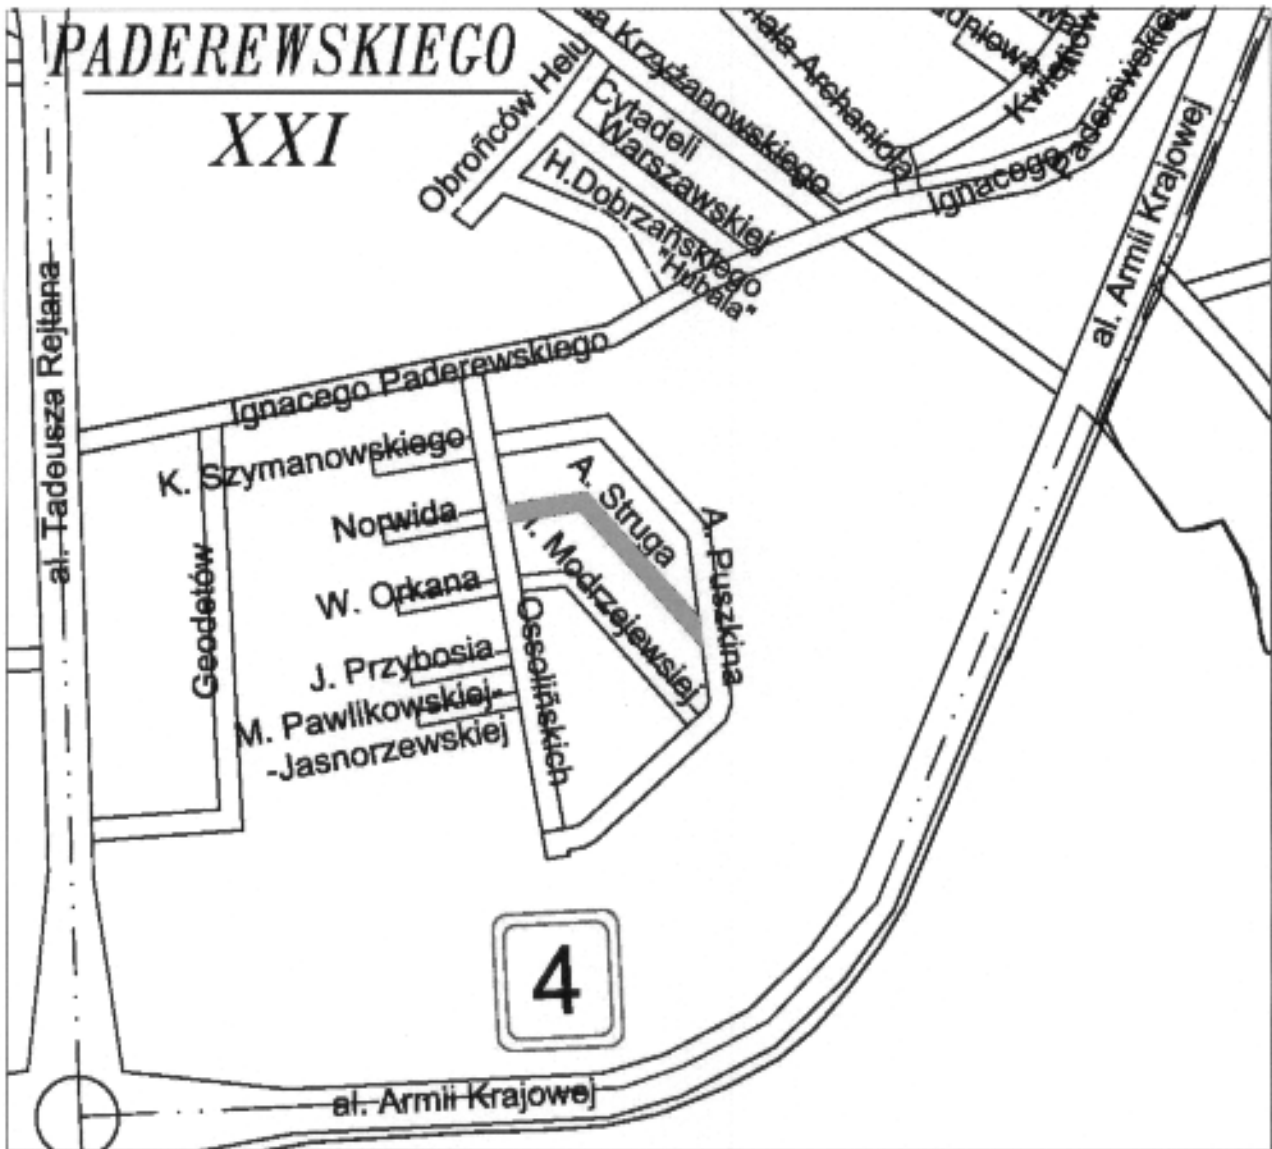 PADEREWSKIEGO
XXI
Obrońców Helu
Krzyżanowskiego
Archanioła
Cytadeli
Warszawskiej
H.Dobrzańskiego
"Hubala"
Ignacego Paderewskiego
al. Armii Krajowej
al. Tadeusza Rejtana
Ignacego Paderewskiego
K. Szymanowskiego
Norwida
W. Orkana
J. Przybosia
M. Pawlikowskiej-
-Jasnorzewskiej
Geodetów
Ossolińskich
A. Struga
Modrzejewsiej
A. Puszkina
4
al. Armii Krajowej